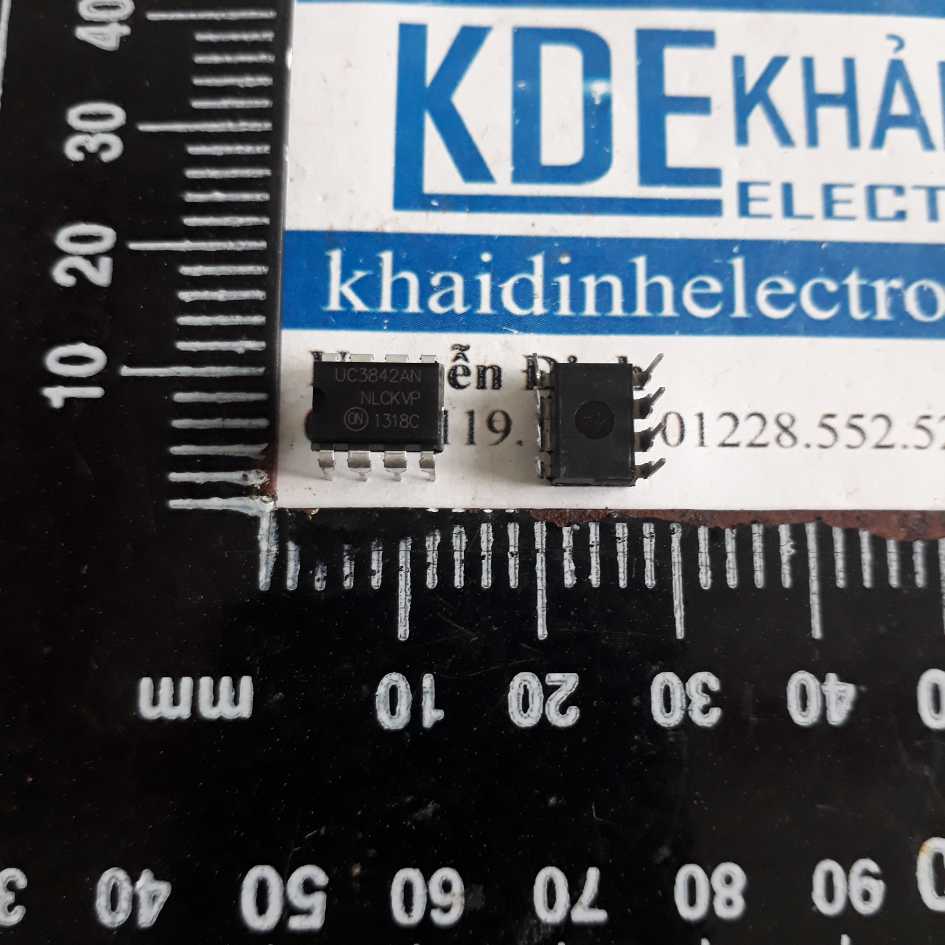 KDE KHẢ
ELECT
khaidinhelectro
UC3842AN
NLCKVP
ON 1318C
ễn
119.
01228.552.5
40
30
20
10
mm
10 20 30 40
40 50 60 70 80 90